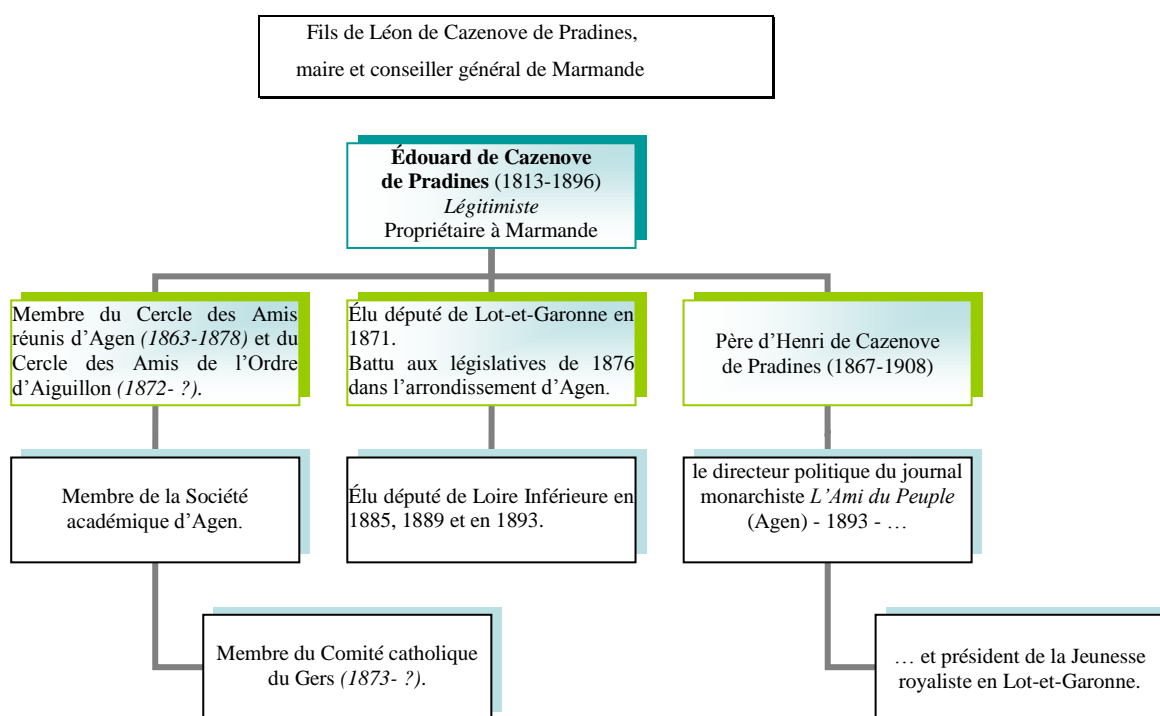 Fils de Léon de Cazenove de Pradines,
maire et conseiller général de Marmande
Édouard de Cazenove
de Pradines (1813-1896)
Légitimiste
Propriétaire à Marmande
Membre du Cercle des Amis
réunis d’Agen (1863-1878) et du
Cercle des Amis de l’Ordre
d’Aiguillon (1872- ?).
Élu député de Lot-et-Garonne en
1871.
Battu aux législatives de 1876
dans l’arrondissement d’Agen.
Père d’Henri de Cazenove
de Pradines (1867-1908)
Membre de la Société
académique d’Agen.
Élu député de Loire Inférieure en
1885, 1889 et en 1893.
le directeur politique du journal
monarchiste L’Ami du Peuple
(Agen) - 1893 - …
Membre du Comité catholique
du Gers (1873- ?).
… et président de la Jeunesse
royaliste en Lot-et-Garonne.